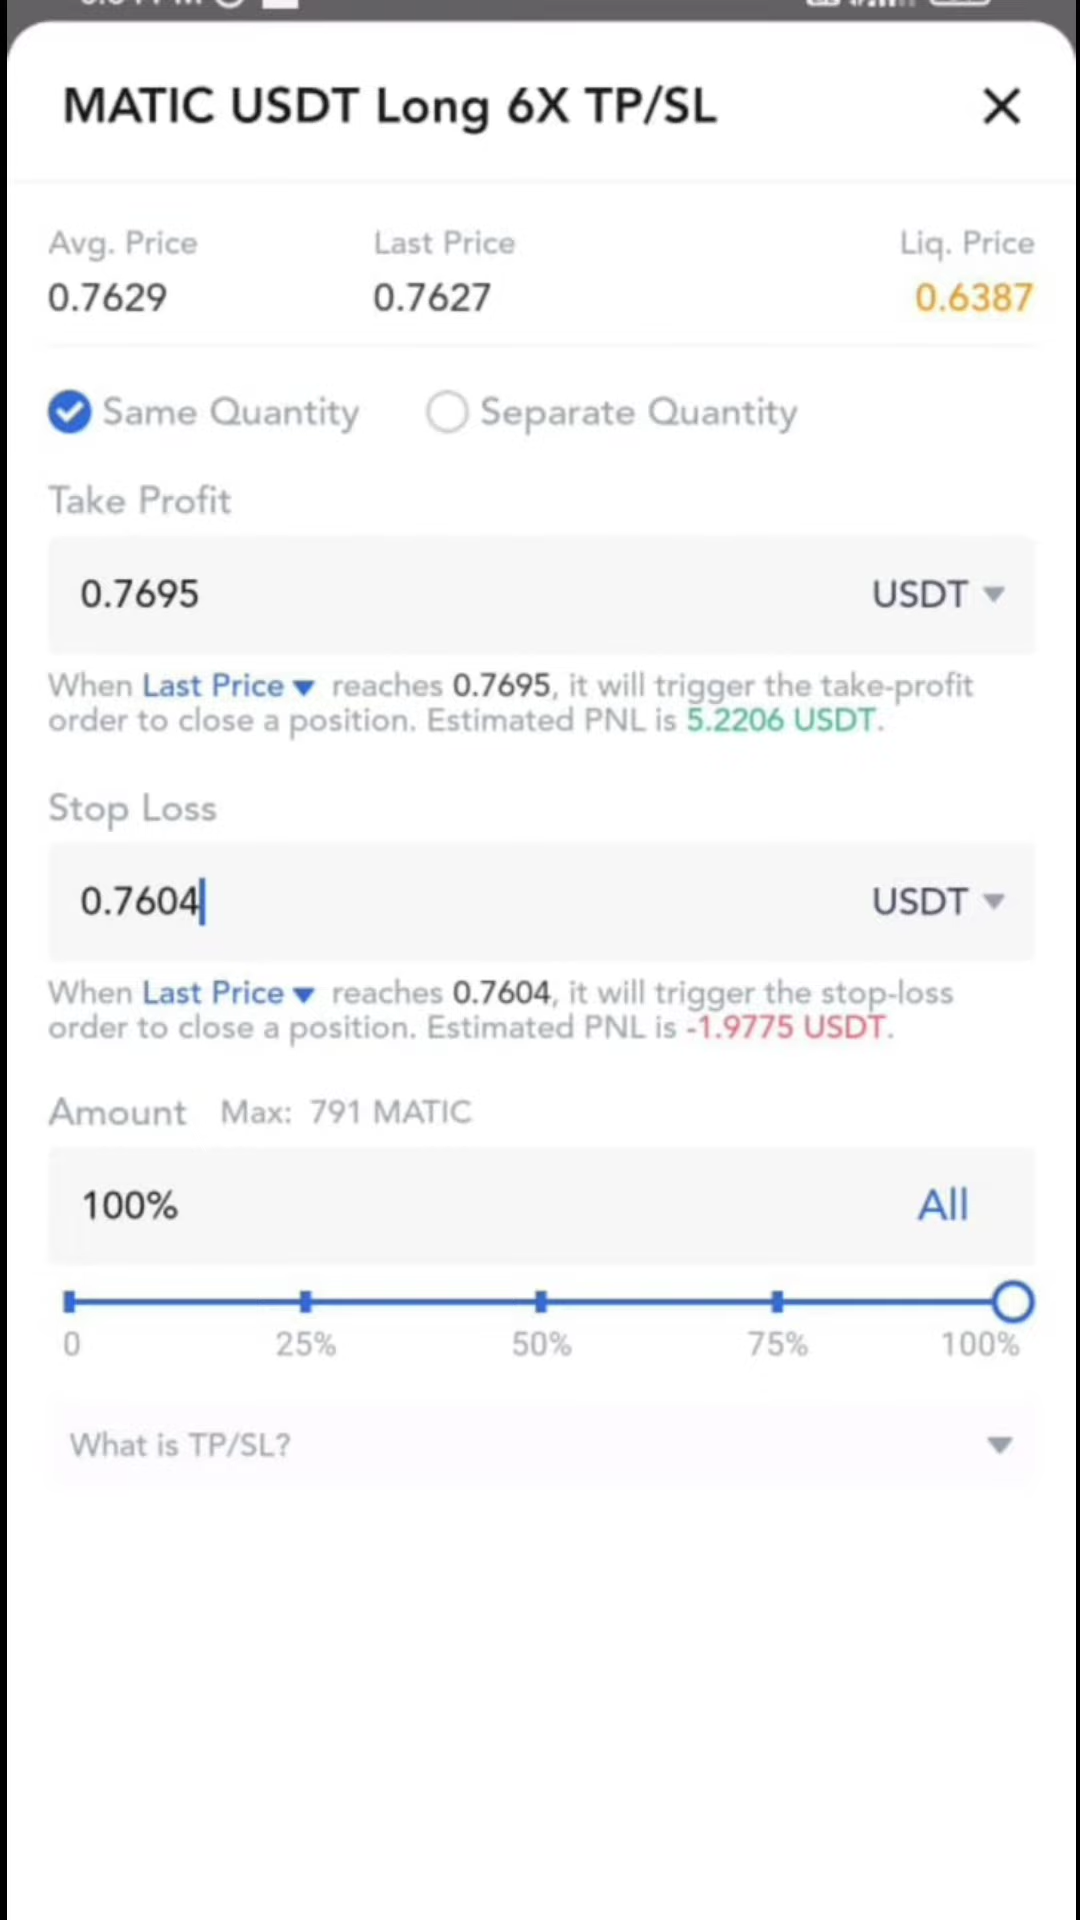 MATIC USDT Long 6X TP/SL
Avg. Price Last Price Liq. Price
0.7629 0.7627 0.6387
Same Quantity Separate Quantity
Take Profit
0.7695 USDT
When Last Price reaches 0.7695, it will trigger the take-profit
order to close a position. Estimated PNL is 5.2206 USDT.
Stop Loss
0.7604 USDT
When Last Price reaches 0.7604, it will trigger the stop-loss
order to close a position. Estimated PNL is -1.9775 USDT.
Amount Max: 791 MATIC
100% All
0 25% 50% 75% 100%
What is TP/SL?